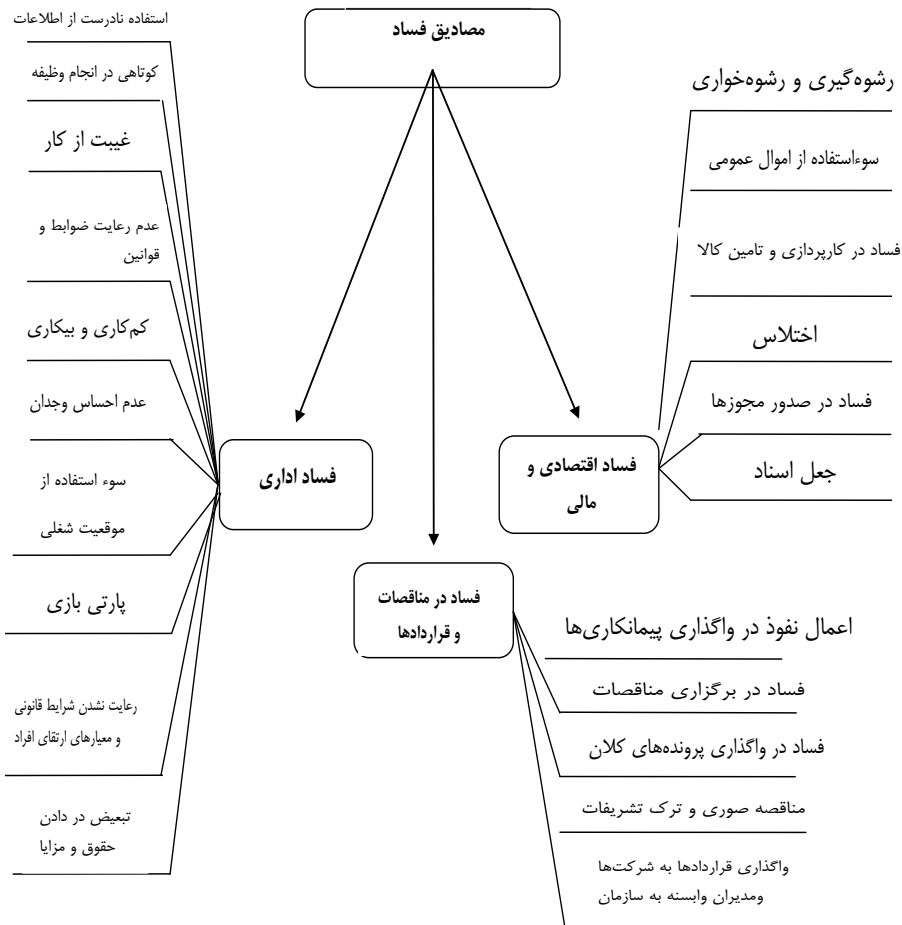 مصادیق فساد
رشوه‌گیری و رشوه‌خواری
سوءاستفاده از اموال عمومی
فساد در کارپردازی و تامین کالا
اختلاس
فساد در صدور مجوزها
جعل اسناد
فساد اقتصادی و
مالی
فساد در مناقصات
و قراردادها
اعمال نفوذ در واگذاری پیمانکاری‌ها
فساد در برگزاری مناقصات
فساد در واگذاری پرونده‌های کلان
مناقصه صوری و ترک تشریفات
واگذاری قراردادها به شرکت‌ها
ومدیران وابسنه به سازمان
فساد اداری
استفاده نادرست از اطلاعات
کوتاهی در انجام وظیفه
غیبت از کار
عدم رعایت ضوابط و
قوانین
کم‌کاری و بیکاری
عدم احساس وجدان
سوء استفاده از
موقعیت شغلی
پارتی بازی
رعایت نشدن شرایط قانونی
و معیارهای ارتقای افراد
تبعیض در دادن
حقوق و مزایا